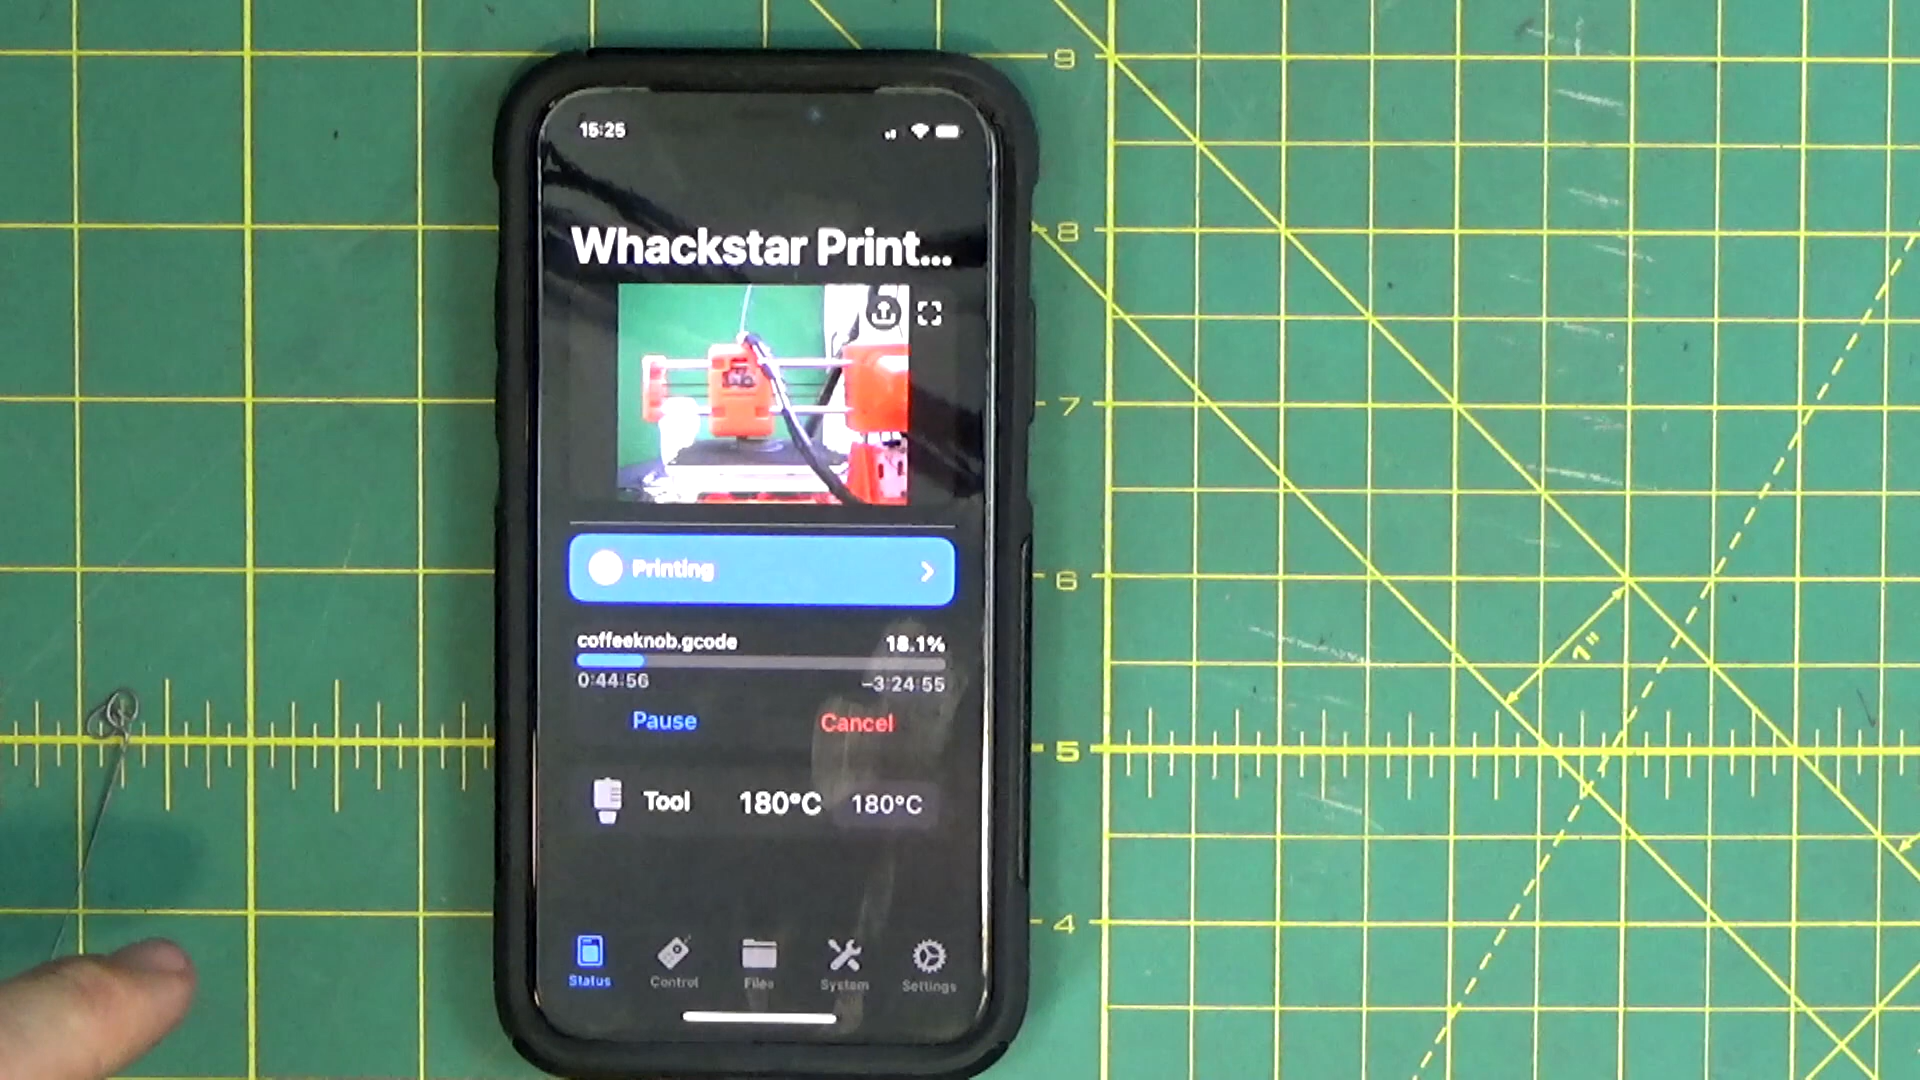 15:25
Whackstar Print...
Printing
coffeeknob.gcode 18.1%
0:44:56 -3:24:55
Pause Cancel
Tool 180°C 180°C
Status Control Files System Settings
9
8
7
6
1"
5
4